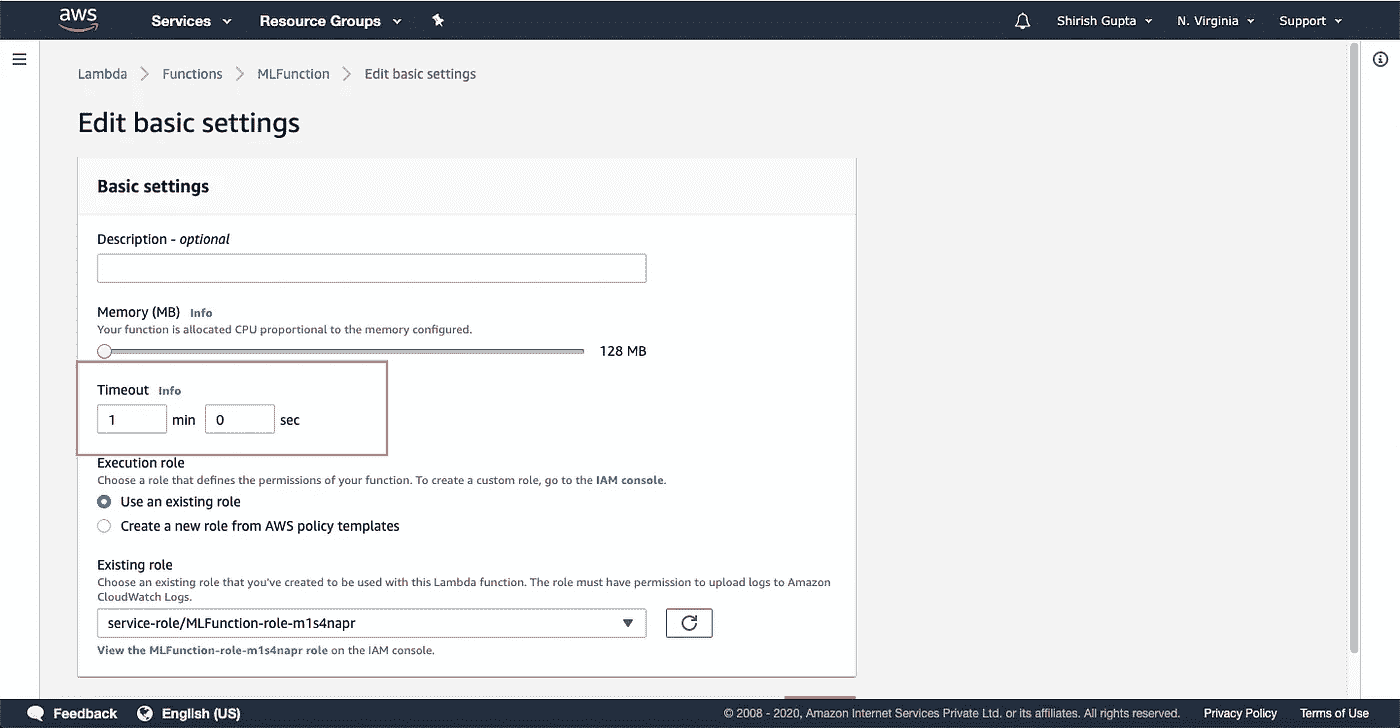 aws Services Resource Groups Shirish Gupta N. Virginia Support
Lambda Functions MLFunction Edit basic settings
Edit basic settings
Basic settings
Description - optional
Memory (MB) Info
Your function is allocated CPU proportional to the memory configured.
128 MB
Timeout Info
1 min 0 sec
Execution role
Choose a role that defines the permissions of your function. To create a custom role, go to the IAM console.
Use an existing role
Create a new role from AWS policy templates
Existing role
Choose an existing role that you've created to be used with this Lambda function. The role must have permission to upload logs to Amazon
CloudWatch Logs.
service-role/MLFunction-role-m1s4napr
View the MLFunction-role-m1s4napr role on the IAM console.
Feedback English (US) © 2008 - 2020, Amazon Internet Services Private Ltd. or its affiliates. All rights reserved. Privacy Policy Terms of Use